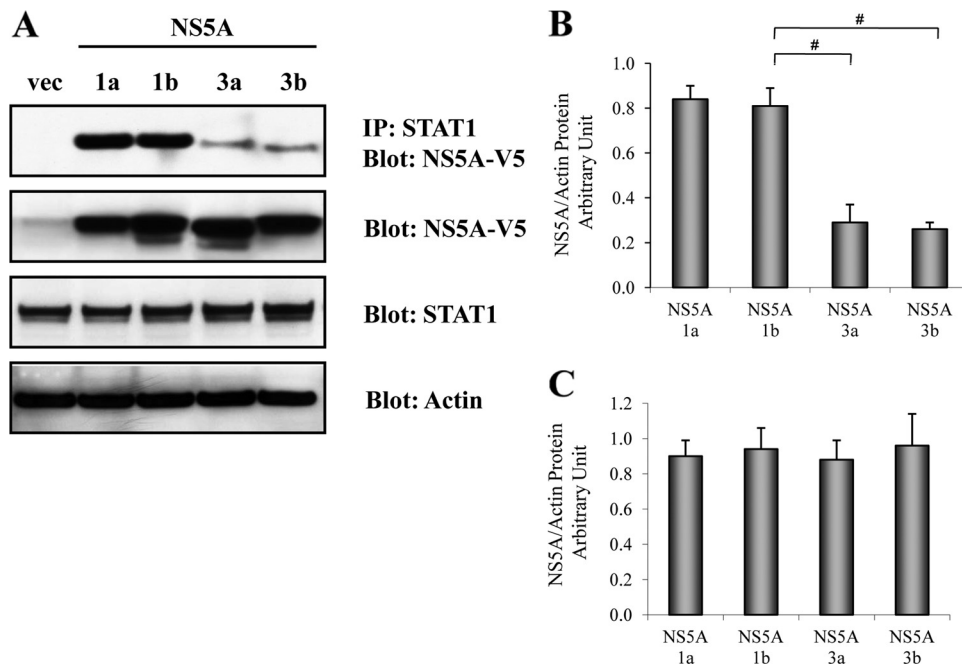 A
NS5A
vec 1a 1b 3a 3b
IP: STAT1
Blot: NS5A-V5
Blot: NS5A-V5
Blot: STAT1
Blot: Actin
B
#
#
NS5A/Actin Protein
Arbitrary Unit
1.0
0.8
0.6
0.4
0.2
0.0
NS5A NS5A NS5A NS5A
1a 1b 3a 3b
C
NS5A/Actin Protein
Arbitrary Unit
1.2
1.0
0.8
0.6
0.4
0.2
0.0
NS5A NS5A NS5A NS5A
1a 1b 3a 3b